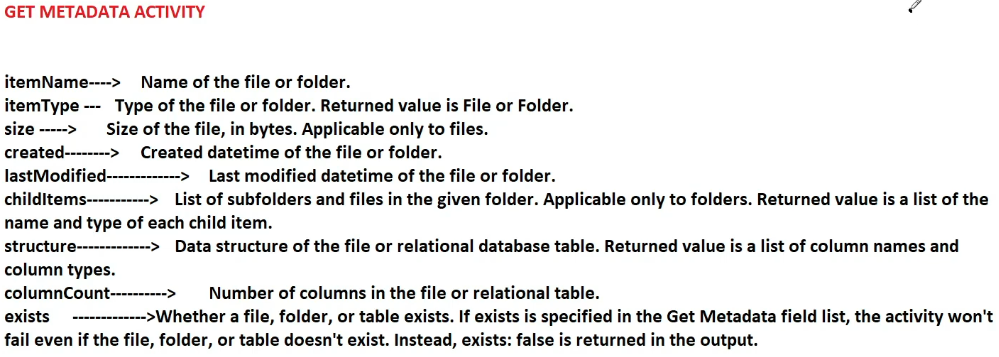 GET METADATA ACTIVITY
itemName----> Name of the file or folder.
itemType --- Type of the file or folder. Returned value is File or Folder.
size -----> Size of the file, in bytes. Applicable only to files.
created--------> Created datetime of the file or folder.
lastModified-------------> Last modified datetime of the file or folder.
childItems-----------> List of subfolders and files in the given folder. Applicable only to folders. Returned value is a list of the
name and type of each child item.
structure-------------> Data structure of the file or relational database table. Returned value is a list of column names and
column types.
columnCount----------> Number of columns in the file or relational table.
exists ------------->Whether a file, folder, or table exists. If exists is specified in the Get Metadata field list, the activity won't
fail even if the file, folder, or table doesn't exist. Instead, exists: false is returned in the output.